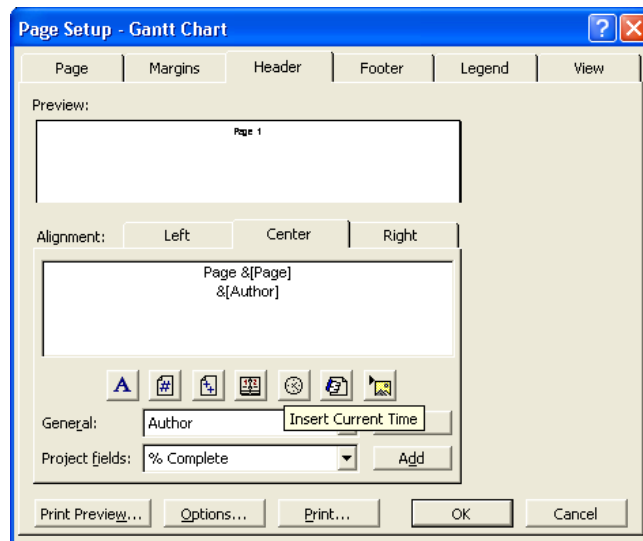 Page Setup - Gantt Chart
Page Margins Header Footer Legend View
Preview:
Page 1
Alignment: Left Center Right
Page &[Page]
&[Author]
A
Insert Current Time
General: Author
Project fields: % Complete Add
Print Preview... Options... Print... OK Cancel